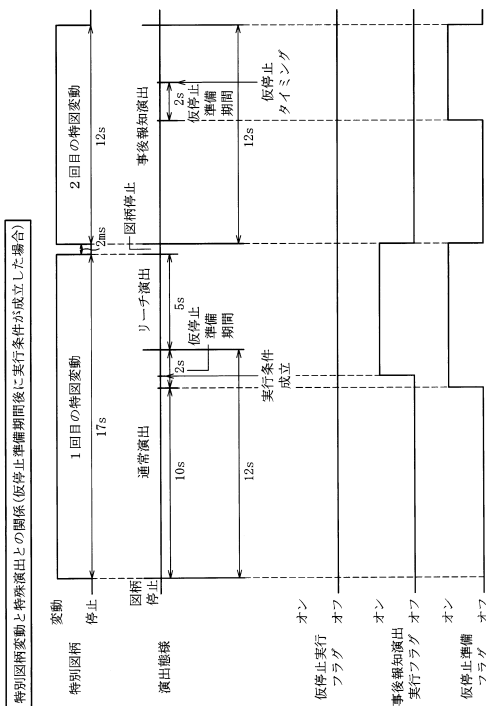 特別図柄変動と特殊演出との関係(仮停止準備期間後に実行条件が成立した場合)
特別図柄
変動
停止
1回目の特図変動
17s
2ms
2回目の特図変動
12s
演出態様
図柄
停止
通常演出
リーチ演出
図柄停止
事後報知演出
10s
2s
5s
2s
仮停止
準備
期間
仮停止
準備
期間
12s
12s
実行条件
成立
仮停止
タイミング
仮停止実行
フラグ
オン
オフ
事後報知演出
実行フラグ
オン
オフ
仮停止準備
フラグ
オン
オフ